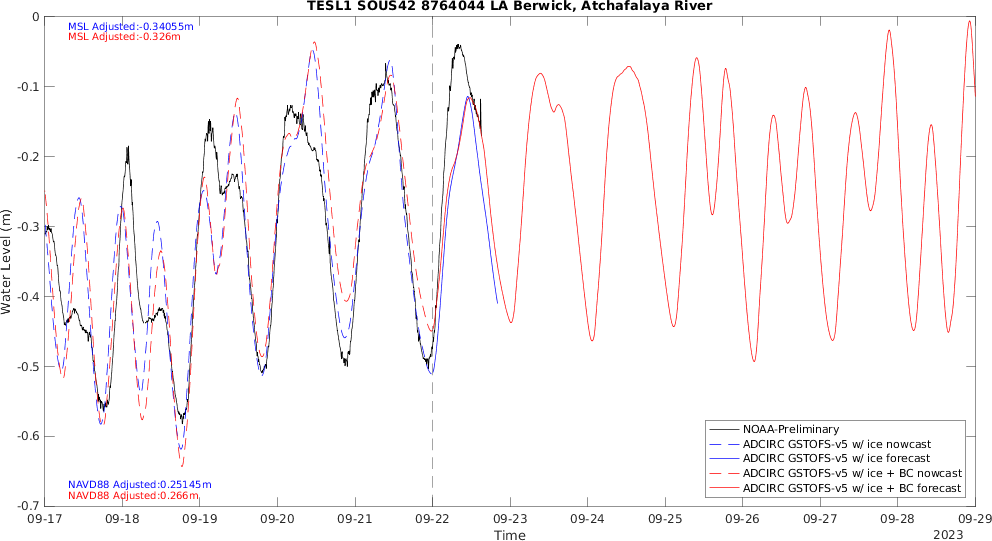 TESL1 SOUS42 8764044 LA Berwick, Atchafalaya River
MSL Adjusted:-0.34055m
MSL Adjusted:-0.326m
0
-0.1
-0.2
-0.3
-0.4
-0.5
-0.6
-0.7
Water Level (m)
NAVD88 Adjusted:0.25145m
NAVD88 Adjusted:0.266m
NOAA-Preliminary
ADCIRC GSTOFS-v5 w/ ice nowcast
ADCIRC GSTOFS-v5 w/ ice forecast
ADCIRC GSTOFS-v5 w/ ice + BC nowcast
ADCIRC GSTOFS-v5 w/ ice + BC forecast
09-17 09-18 09-19 09-20 09-21 09-22 09-23 09-24 09-25 09-26 09-27 09-28 09-29
Time
2023